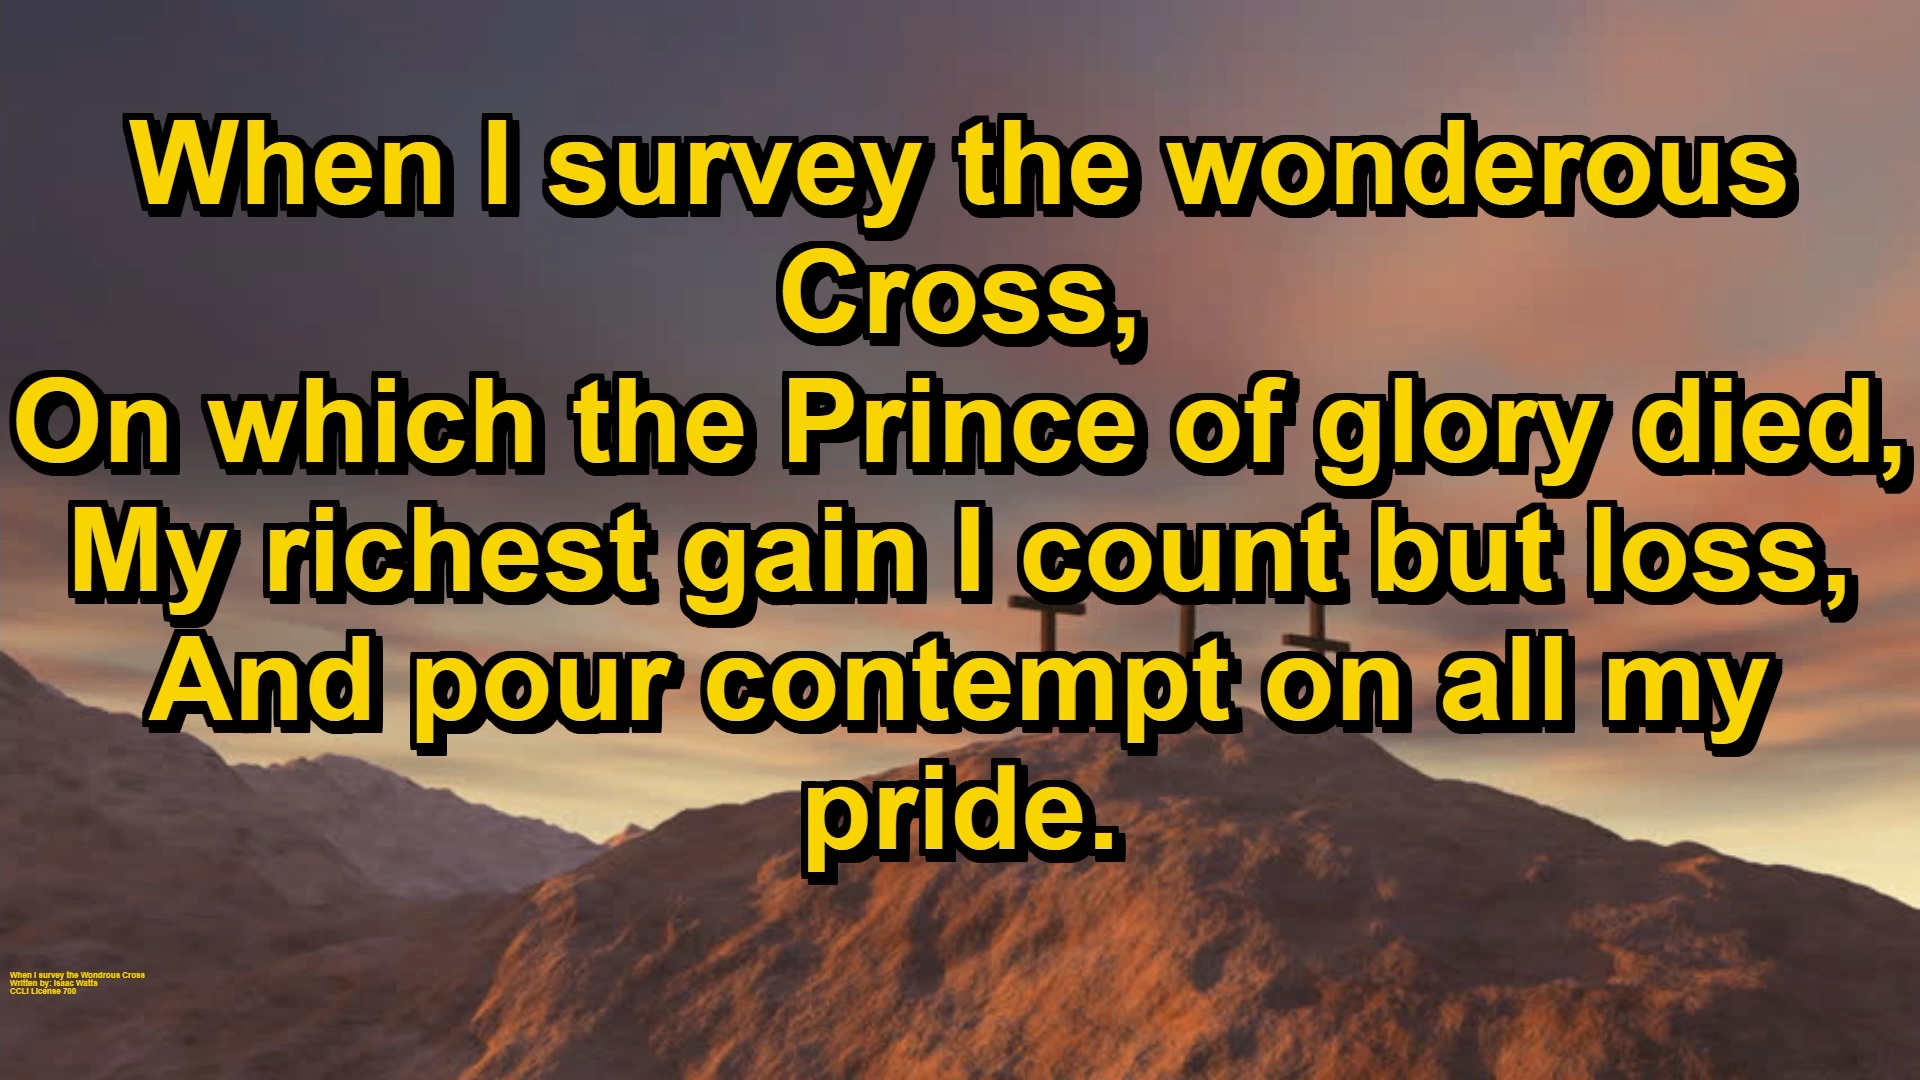 When I survey the wonderous
Cross,
On which the Prince of glory died,
My richest gain I count but loss,
And pour contempt on all my
pride.
When I survey the Wondrous Cross
Written by: Isaac Watts
CCLI License 700